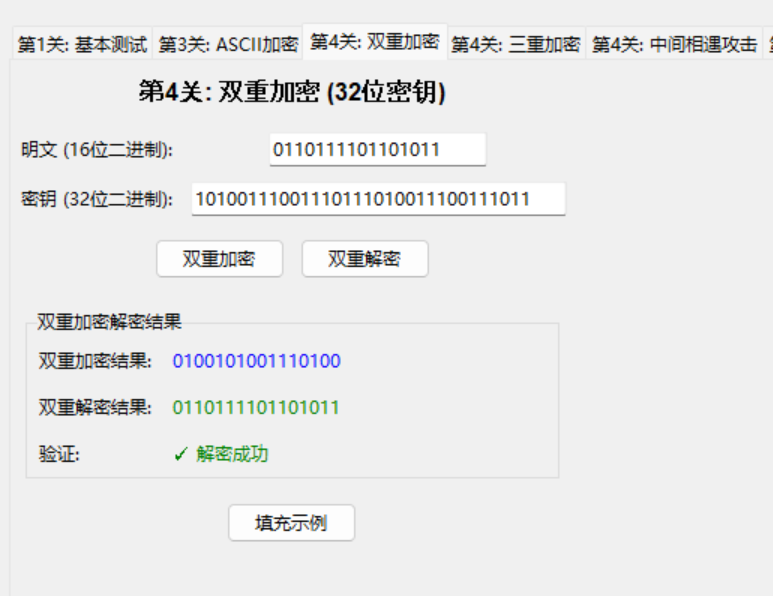 第1关: 基本测试 第3关: ASCII加密 第4关: 双重加密 第4关: 三重加密 第4关: 中间相遇攻击
第4关: 双重加密 (32位密钥)
明文 (16位二进制): 0110111101101011
密钥 (32位二进制): 10100111001110111010011100111011
双重加密 双重解密
双重加密解密结果
双重加密结果: 0100101001110100
双重解密结果: 0110111101101011
验证: ✓ 解密成功
填充示例